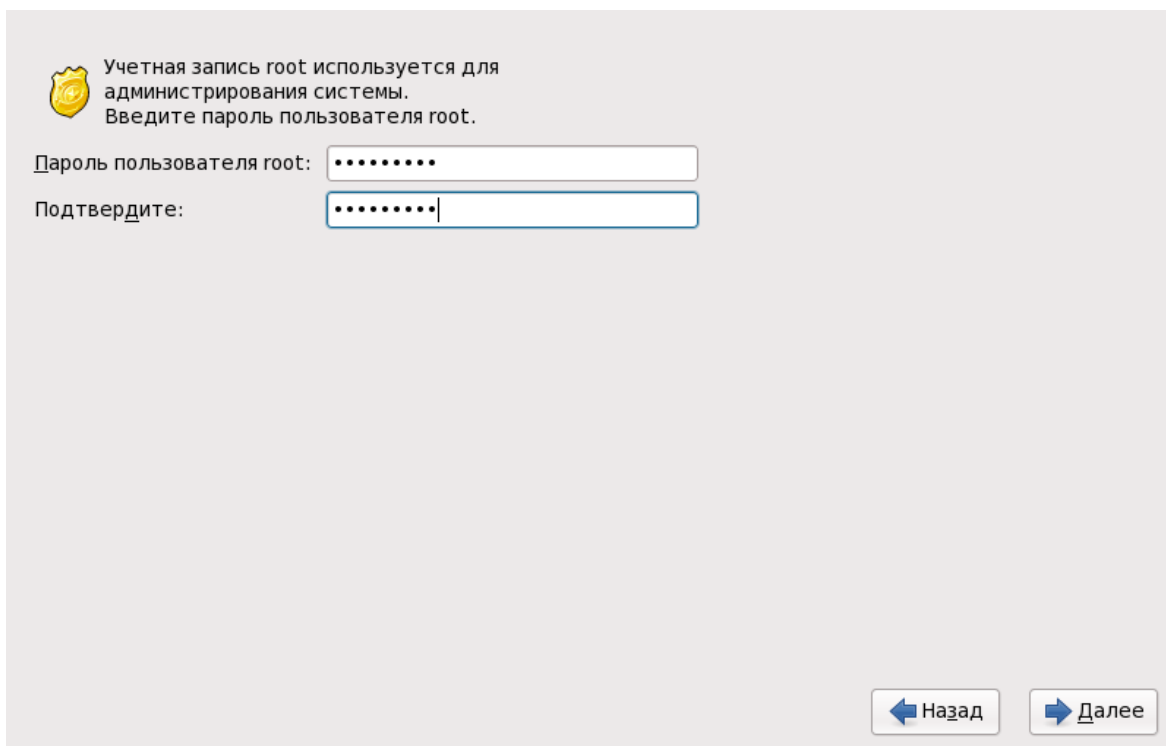 Учетная запись root используется для
администрирования системы.
Введите пароль пользователя root.
Пароль пользователя root: •••••••••
Подтвердите: •••••••••
Назад Далее